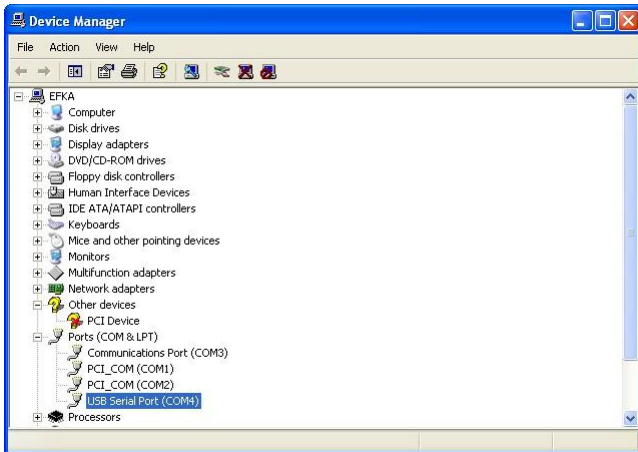 Device Manager
File Action View Help
EFKA
Computer
Disk drives
Display adapters
DVD/CD-ROM drives
Floppy disk controllers
Human Interface Devices
IDE ATA/ATAPI controllers
Keyboards
Mice and other pointing devices
Monitors
Multifunction adapters
Network adapters
Other devices
PCI Device
Ports (COM & LPT)
Communications Port (COM3)
PCI_COM (COM1)
PCI_COM (COM2)
USB Serial Port (COM4)
Processors